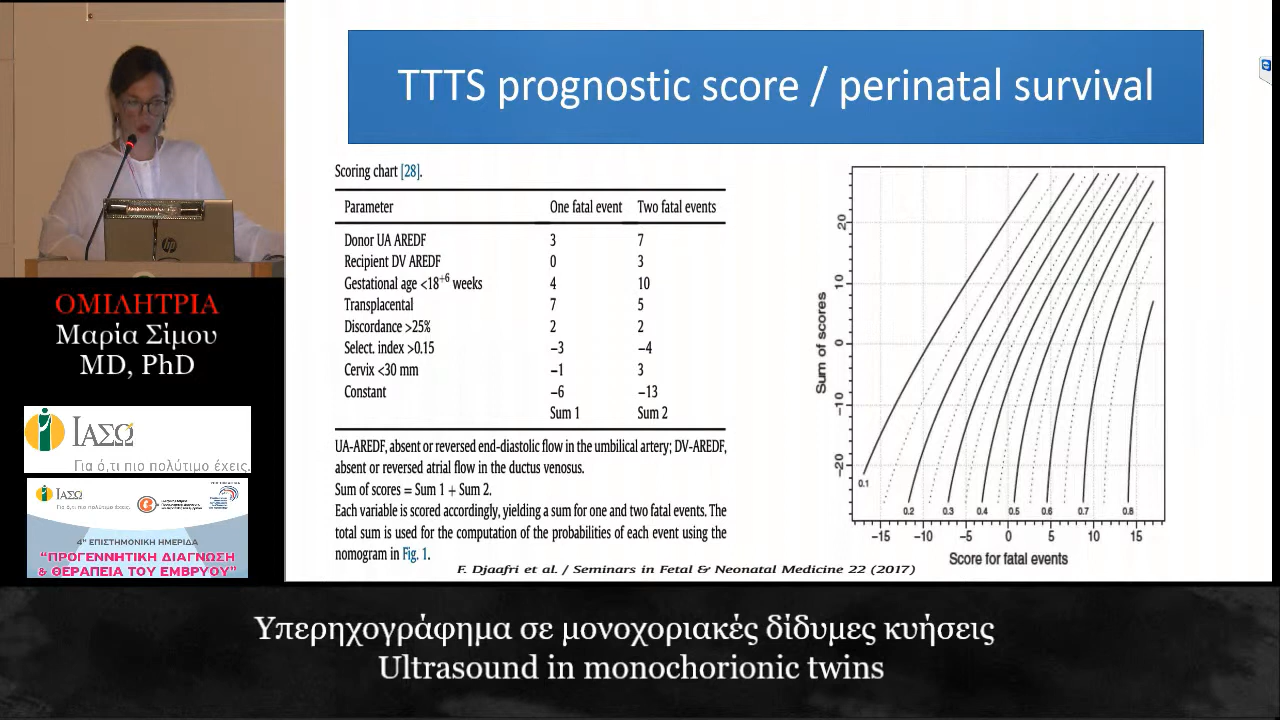 TTTS prognostic score / perinatal survival
Scoring chart [28].
Parameter One fatal event Two fatal events
Donor UA AREDF 3 7
Recipient DV AREDF 0 3
Gestational age <18+6 weeks 4 10
Transplacental 7 5
Discordance >25% 2 2
Select. index >0.15 −3 −4
Cervix <30 mm −1 3
Constant −6 −13
Sum 1 Sum 2
UA-AREDF, absent or reversed end-diastolic flow in the umbilical artery; DV-AREDF,
absent or reversed atrial flow in the ductus venosus.
Sum of scores = Sum 1 + Sum 2.
Each variable is scored accordingly, yielding a sum for one and two fatal events. The
total sum is used for the computation of the probabilities of each event using the
nomogram in Fig. 1.
F. Djaafri et al. / Seminars in Fetal & Neonatal Medicine 22 (2017)
Sum of scores
20
10
0
−10
−20
0.1
0.2 0.3 0.4 0.5 0.6 0.7 0.8
−15 −10 −5 0 5 10 15
Score for fatal events
hp
ΟΜΙΛΗΤΡΙΑ
Μαρία Σίμου
MD, PhD
ΙΑΣΩ
Για ό,τι πιο πολύτιμο έχεις.
ΙΑΣΩ
Για ό,τι πιο πολύτιμο έχεις.
4η ΕΠΙΣΤΗΜΟΝΙΚΗ ΗΜΕΡΙΔΑ
“ΠΡΟΓΕΝΝΗΤΙΚΗ ΔΙΑΓΝΩΣΗ
& ΘΕΡΑΠΕΙΑ ΤΟΥ ΕΜΒΡΥΟΥ”
Υπερηχογράφημα σε μονοχοριακές δίδυμες κυήσεις
Ultrasound in monochorionic twins